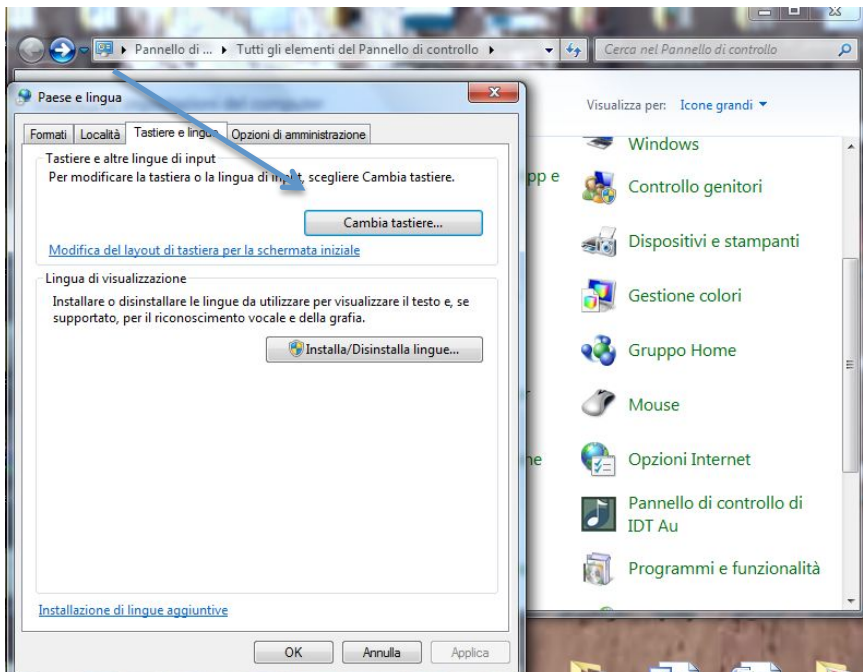 Pannello di ... Tutti gli elementi del Pannello di controllo
Cerca nel Pannello di controllo
Paese e lingua
Visualizza per: Icone grandi
Formati Località Tastiere e lingue Opzioni di amministrazione
Tastiere e altre lingue di input
Per modificare la tastiera o la lingua di input, scegliere Cambia tastiere.
Cambia tastiere...
Modifica del layout di tastiera per la schermata iniziale
Lingua di visualizzazione
Installare o disinstallare le lingue da utilizzare per visualizzare il testo e, se
supportato, per il riconoscimento vocale e della grafia.
Installa/Disinstalla lingue...
Installazione di lingue aggiuntive
OK Annulla Applica
Windows
Controllo genitori
Dispositivi e stampanti
Gestione colori
Gruppo Home
Mouse
Opzioni Internet
Pannello di controllo di
IDT Au
Programmi e funzionalità